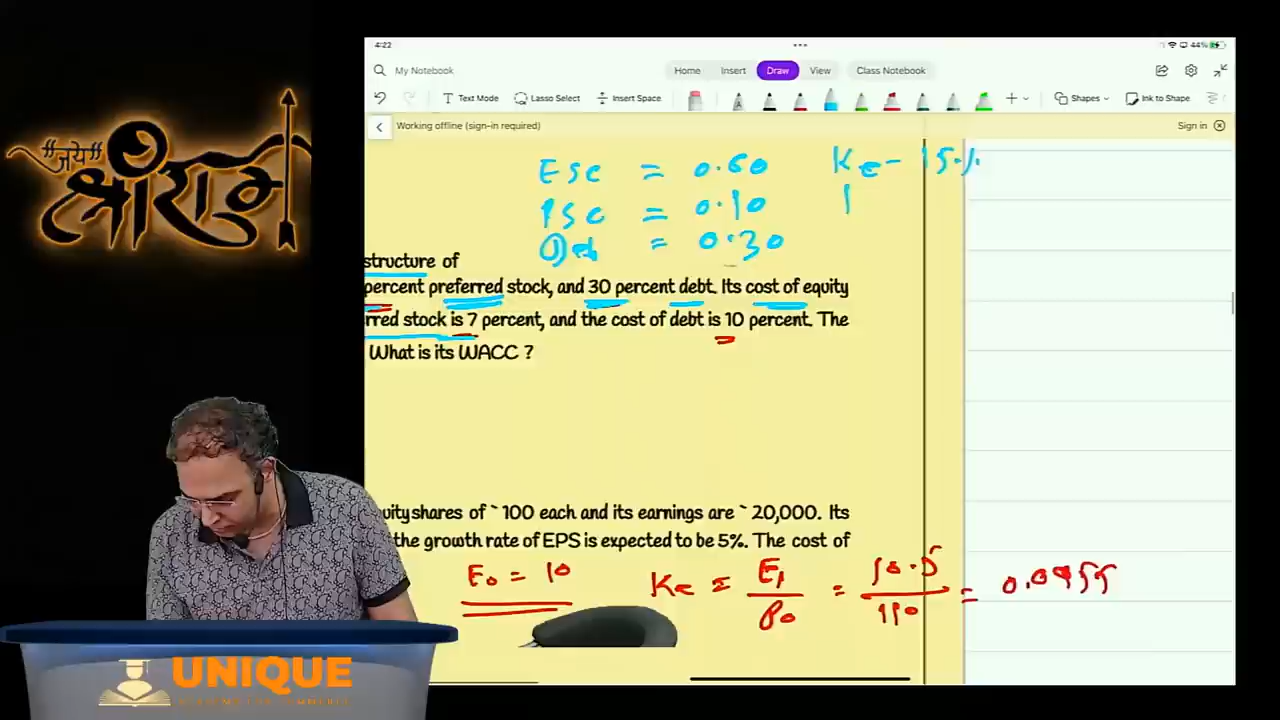 4:22
44%
My Notebook
Home Insert Draw View Class Notebook
Text Mode Lasso Select Insert Space Shapes Ink to Shape
Working offline (sign-in required) Sign in
"जय"
श्री राम
ESC = 0.60 Ke - 15%
PSC = 0.10
Deb = 0.30
structure of
percent preferred stock, and 30 percent debt. Its cost of equity
rred stock is 7 percent, and the cost of debt is 10 percent. The
What is its WACC ?
uity shares of ` 100 each and its earnings are ` 20,000. Its
the growth rate of EPS is expected to be 5%. The cost of
E0 = 10 Ke = E1 / P0 = 10.5 / 110 = 0.0955
UNIQUE